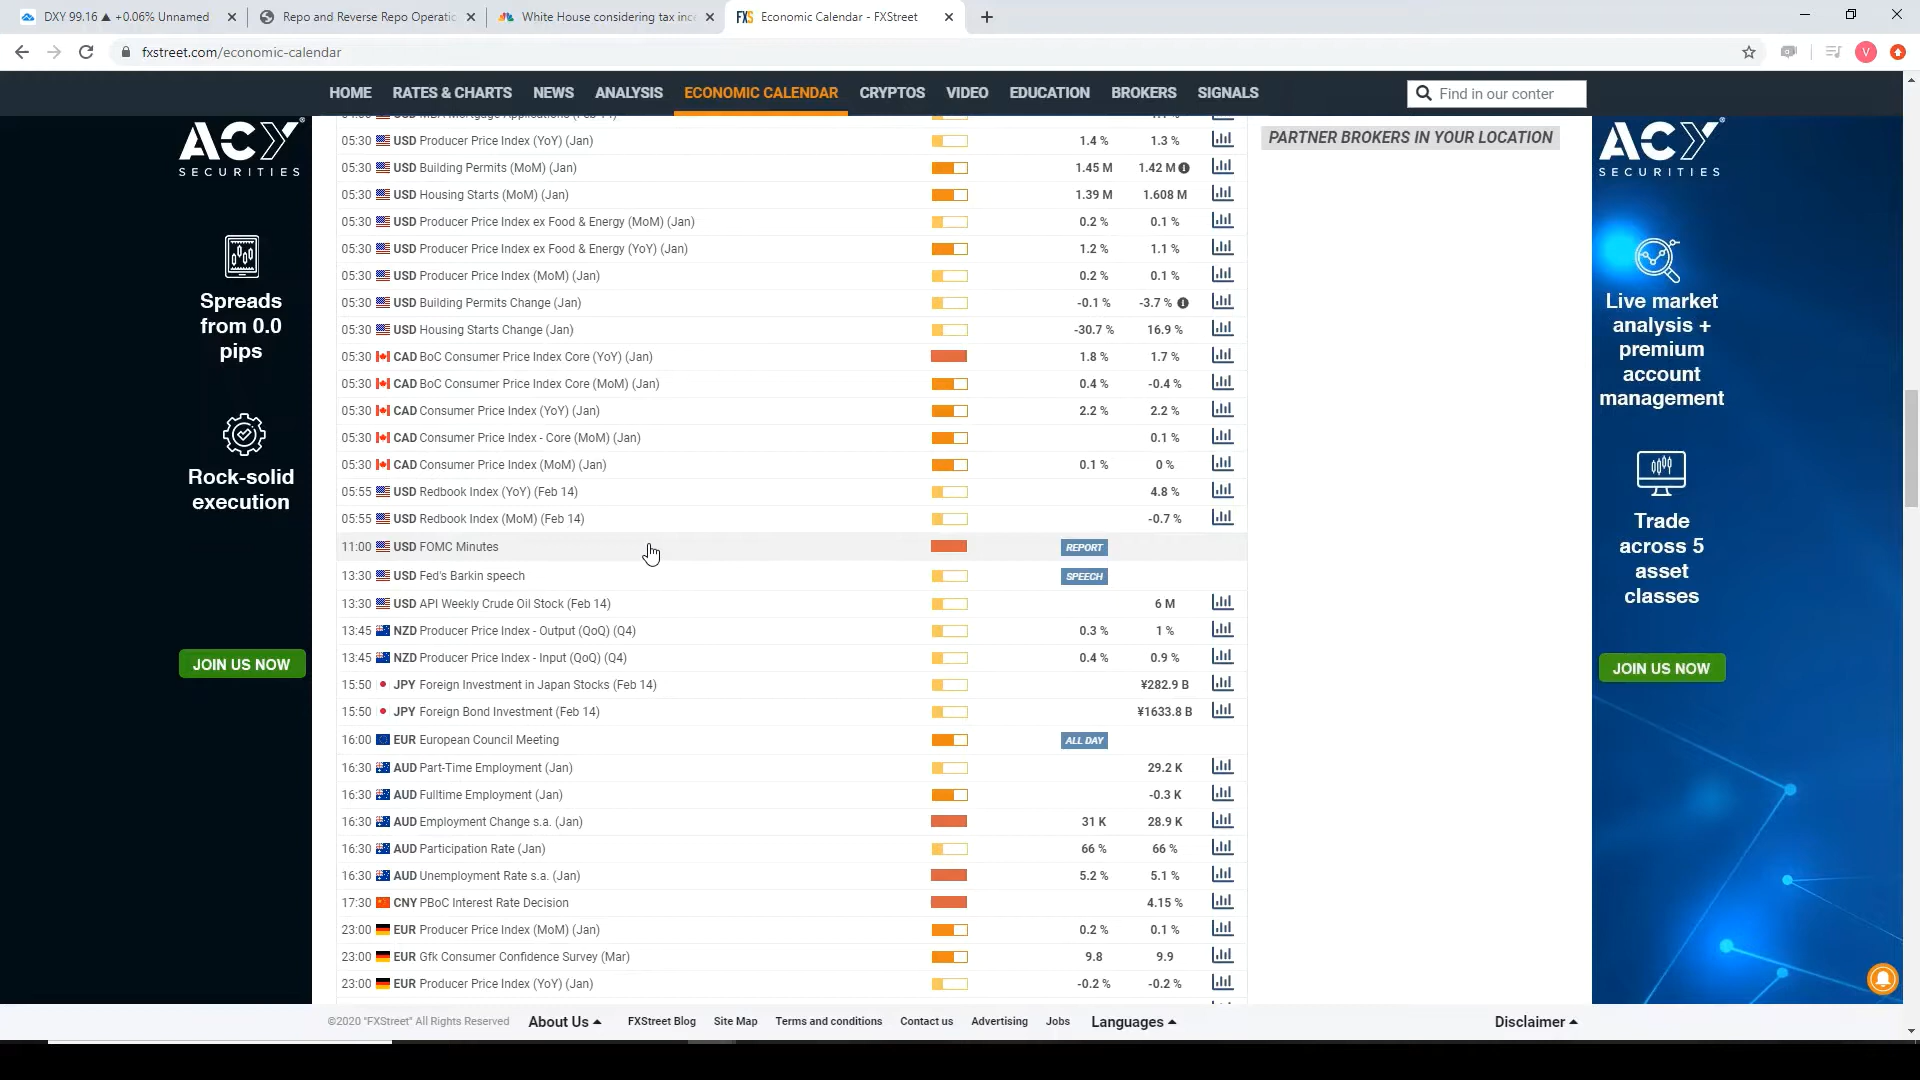 DXY 99.16 ▲ +0.06% Unnamed
Repo and Reverse Repo Operatic
White House considering tax inc
FXS Economic Calendar - FXStreet
fxstreet.com/economic-calendar
V
HOME RATES & CHARTS NEWS ANALYSIS ECONOMIC CALENDAR CRYPTOS VIDEO EDUCATION BROKERS SIGNALS
Find in our conter
ACY
SECURITIES
Spreads
from 0.0
pips
Rock-solid
execution
JOIN US NOW
05:30 USD Producer Price Index (YoY) (Jan) 1.4 % 1.3 %
05:30 USD Building Permits (MoM) (Jan) 1.45 M 1.42 M
05:30 USD Housing Starts (MoM) (Jan) 1.39 M 1.608 M
05:30 USD Producer Price Index ex Food & Energy (MoM) (Jan) 0.2 % 0.1 %
05:30 USD Producer Price Index ex Food & Energy (YoY) (Jan) 1.2 % 1.1 %
05:30 USD Producer Price Index (MoM) (Jan) 0.2 % 0.1 %
05:30 USD Building Permits Change (Jan) -0.1 % -3.7 %
05:30 USD Housing Starts Change (Jan) -30.7 % 16.9 %
05:30 CAD BoC Consumer Price Index Core (YoY) (Jan) 1.8 % 1.7 %
05:30 CAD BoC Consumer Price Index Core (MoM) (Jan) 0.4 % -0.4 %
05:30 CAD Consumer Price Index (YoY) (Jan) 2.2 % 2.2 %
05:30 CAD Consumer Price Index - Core (MoM) (Jan) 0.1 %
05:30 CAD Consumer Price Index (MoM) (Jan) 0.1 % 0 %
05:55 USD Redbook Index (YoY) (Feb 14) 4.8 %
05:55 USD Redbook Index (MoM) (Feb 14) -0.7 %
11:00 USD FOMC Minutes REPORT
13:30 USD Fed's Barkin speech SPEECH
13:30 USD API Weekly Crude Oil Stock (Feb 14) 6 M
13:45 NZD Producer Price Index - Output (QoQ) (Q4) 0.3 % 1 %
13:45 NZD Producer Price Index - Input (QoQ) (Q4) 0.4 % 0.9 %
15:50 JPY Foreign Investment in Japan Stocks (Feb 14) ¥282.9 B
15:50 JPY Foreign Bond Investment (Feb 14) ¥1633.8 B
16:00 EUR European Council Meeting ALL DAY
16:30 AUD Part-Time Employment (Jan) 29.2 K
16:30 AUD Fulltime Employment (Jan) -0.3 K
16:30 AUD Employment Change s.a. (Jan) 31 K 28.9 K
16:30 AUD Participation Rate (Jan) 66 % 66 %
16:30 AUD Unemployment Rate s.a. (Jan) 5.2 % 5.1 %
17:30 CNY PBoC Interest Rate Decision 4.15 %
23:00 EUR Producer Price Index (MoM) (Jan) 0.2 % 0.1 %
23:00 EUR Gfk Consumer Confidence Survey (Mar) 9.8 9.9
23:00 EUR Producer Price Index (YoY) (Jan) -0.2 % -0.2 %
PARTNER BROKERS IN YOUR LOCATION
ACY
SECURITIES
Live market
analysis +
premium
account
management
Trade
across 5
asset
classes
JOIN US NOW
©2020 "FXStreet" All Rights Reserved About Us FXStreet Blog Site Map Terms and conditions Contact us Advertising Jobs Languages Disclaimer